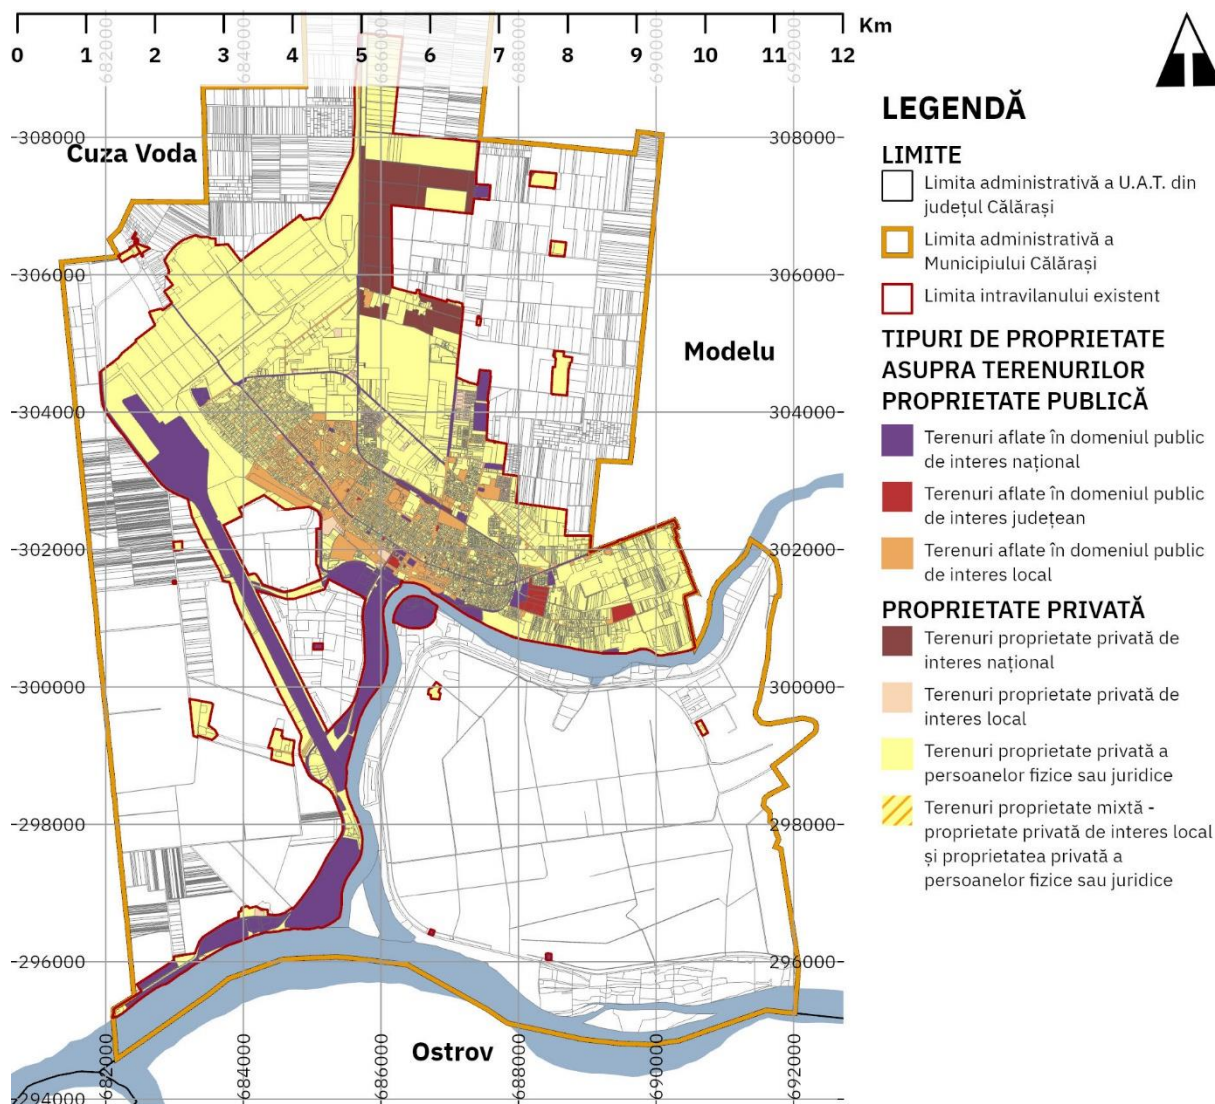 0 1 2 3 4 5 6 7 8 9 10 11 12 Km
682000 684000 686000 688000 690000 692000
308000 308000
Cuza Voda
306000 306000
Modelu
304000 304000
302000 302000
300000 300000
298000 298000
296000 296000
Ostrov
682000 684000 686000 688000 690000 692000
294000
LEGENDĂ
LIMITE
Limita administrativă a U.A.T. din
județul Călărași
Limita administrativă a
Municipiului Călărași
Limita intravilanului existent
TIPURI DE PROPRIETATE
ASUPRA TERENURILOR
PROPRIETATE PUBLICĂ
Terenuri aflate în domeniul public
de interes național
Terenuri aflate în domeniul public
de interes județean
Terenuri aflate în domeniul public
de interes local
PROPRIETATE PRIVATĂ
Terenuri proprietate privată de
interes național
Terenuri proprietate privată de
interes local
Terenuri proprietate privată a
persoanelor fizice sau juridice
Terenuri proprietate mixtă -
proprietate privată de interes local
și proprietatea privată a
persoanelor fizice sau juridice